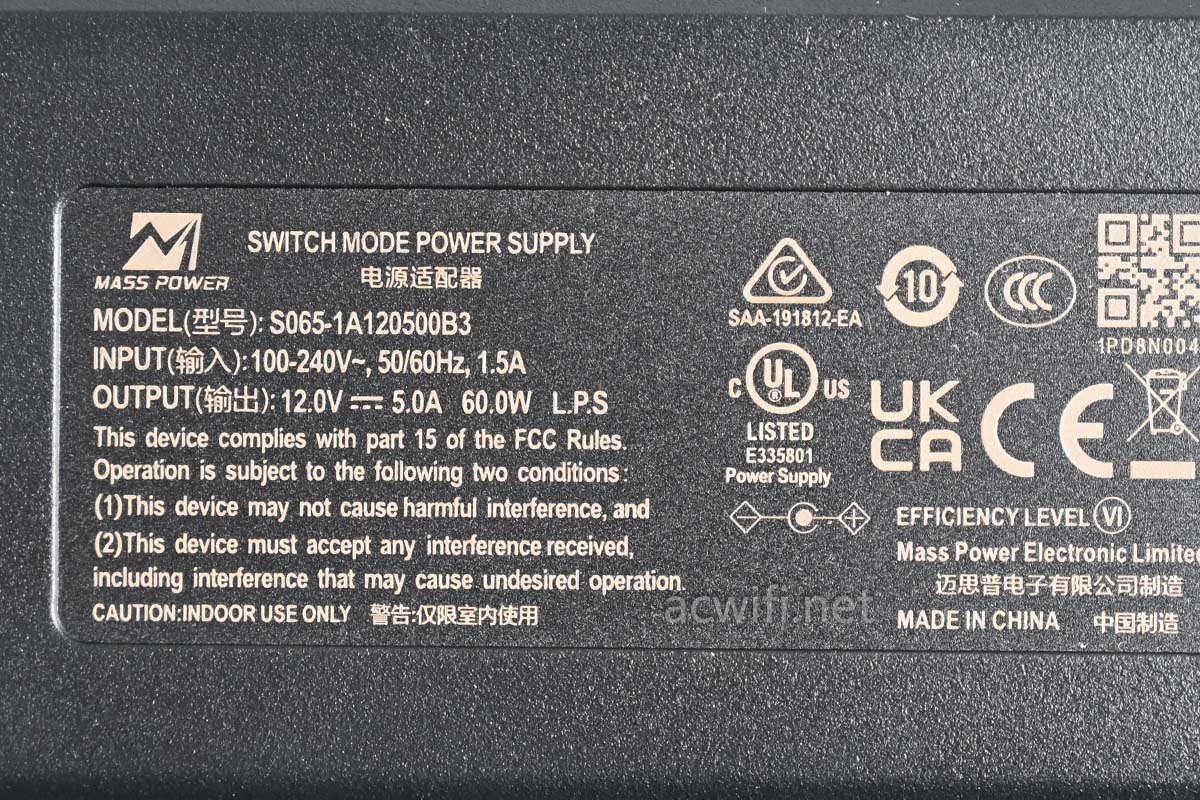 MASS POWER
SWITCH MODE POWER SUPPLY
电源适配器
MODEL(型号): S065-1A120500B3
INPUT(输入): 100-240V~, 50/60Hz, 1.5A
OUTPUT(输出): 12.0V 5.0A 60.0W L.P.S
This device complies with part 15 of the FCC Rules.
Operation is subject to the following two conditions:
(1)This device may not cause harmful interference, and
(2)This device must accept any interference received,
including interference that may cause undesired operation.
CAUTION:INDOOR USE ONLY 警告:仅限室内使用
SAA-191812-EA
10
CCC
1PD8N004
C UL ® US
LISTED
E335801
Power Supply
UK
CA
CE
EFFICIENCY LEVEL VI
Mass Power Electronic Limite
迈思普电子有限公司制造
MADE IN CHINA 中国制造
acwifi.net